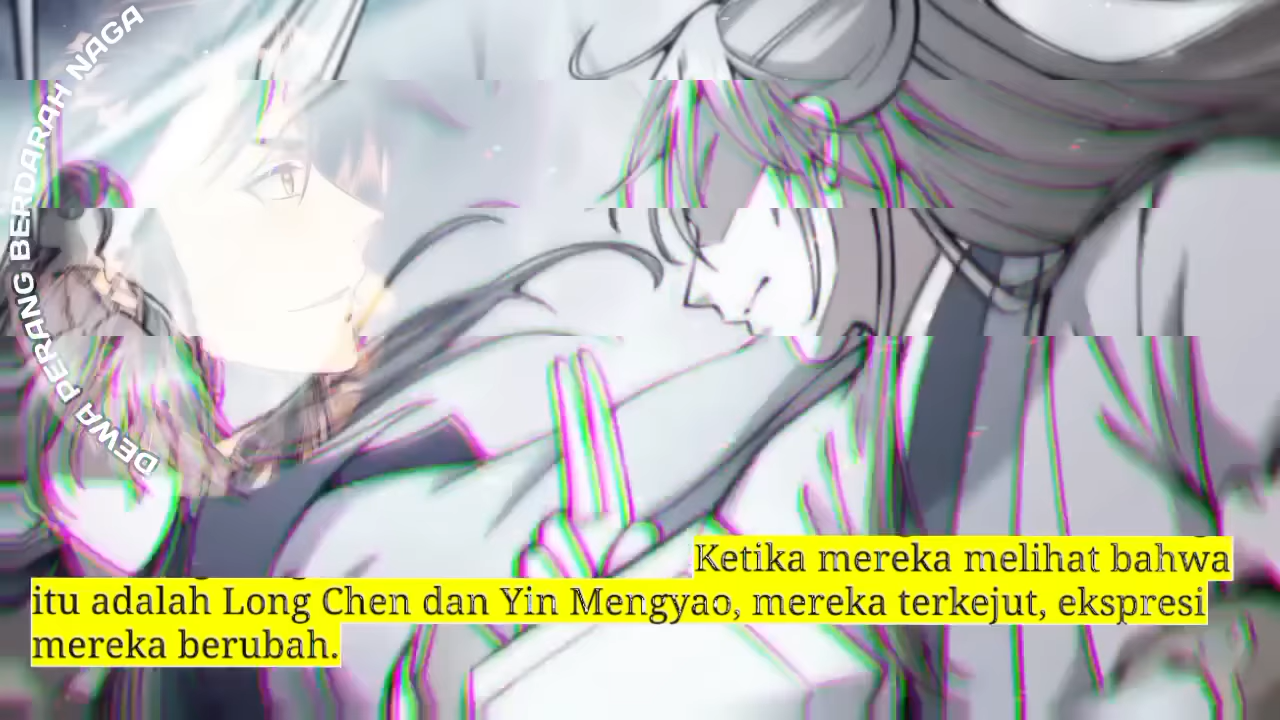 DEWA PERANG BERDARAH NAGA
Ketika mereka melihat bahwa
itu adalah Long Chen dan Yin Mengyao, mereka terkejut, ekspresi
mereka berubah.